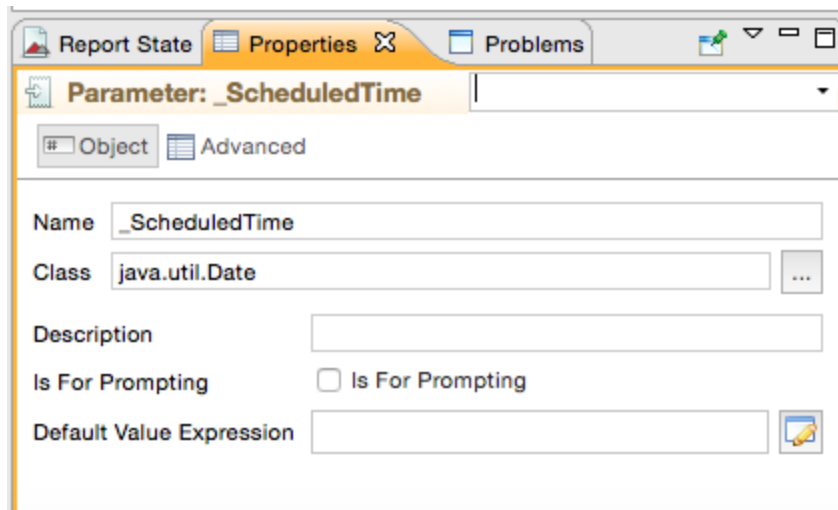 Report State Properties Problems
Parameter: _ScheduledTime
# Object Advanced
Name _ScheduledTime
Class java.util.Date ...
Description
Is For Prompting Is For Prompting
Default Value Expression